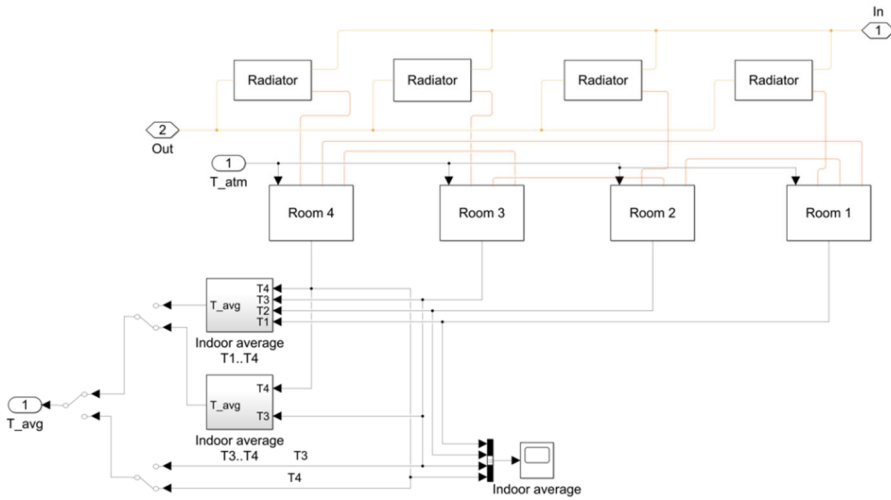 In
1
Radiator
Radiator
Radiator
Radiator
2
Out
1
T_atm
Room 4
Room 3
Room 2
Room 1
T_avg
T4
T3
T2
T1
Indoor average
T1..T4
T_avg
T4
T3
Indoor average
T3..T4
1
T_avg
T3
T4
Indoor average